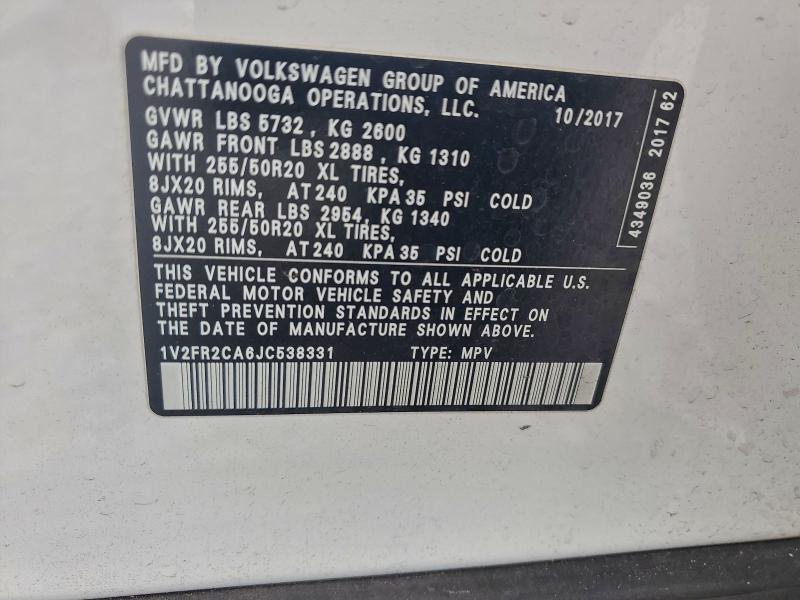 MFD BY VOLKSWAGEN GROUP OF AMERICA
CHATTANOOGA OPERATIONS, LLC.
10/2017
GVWR LBS 5732 , KG 2600
GAWR FRONT LBS 2888 , KG 1310
WITH 255/50R20 XL TIRES,
8JX20 RIMS, AT 240 KPA 35 PSI COLD
GAWR REAR LBS 2954, KG 1340
WITH 255/50R20 XL TIRES,
8JX20 RIMS, AT 240 KPA 35 PSI COLD
THIS VEHICLE CONFORMS TO ALL APPLICABLE U.S.
FEDERAL MOTOR VEHICLE SAFETY AND
THEFT PREVENTION STANDARDS IN EFFECT ON
THE DATE OF MANUFACTURE SHOWN ABOVE.
1V2FR2CA6JC538331 TYPE: MPV
4349036 2017 62